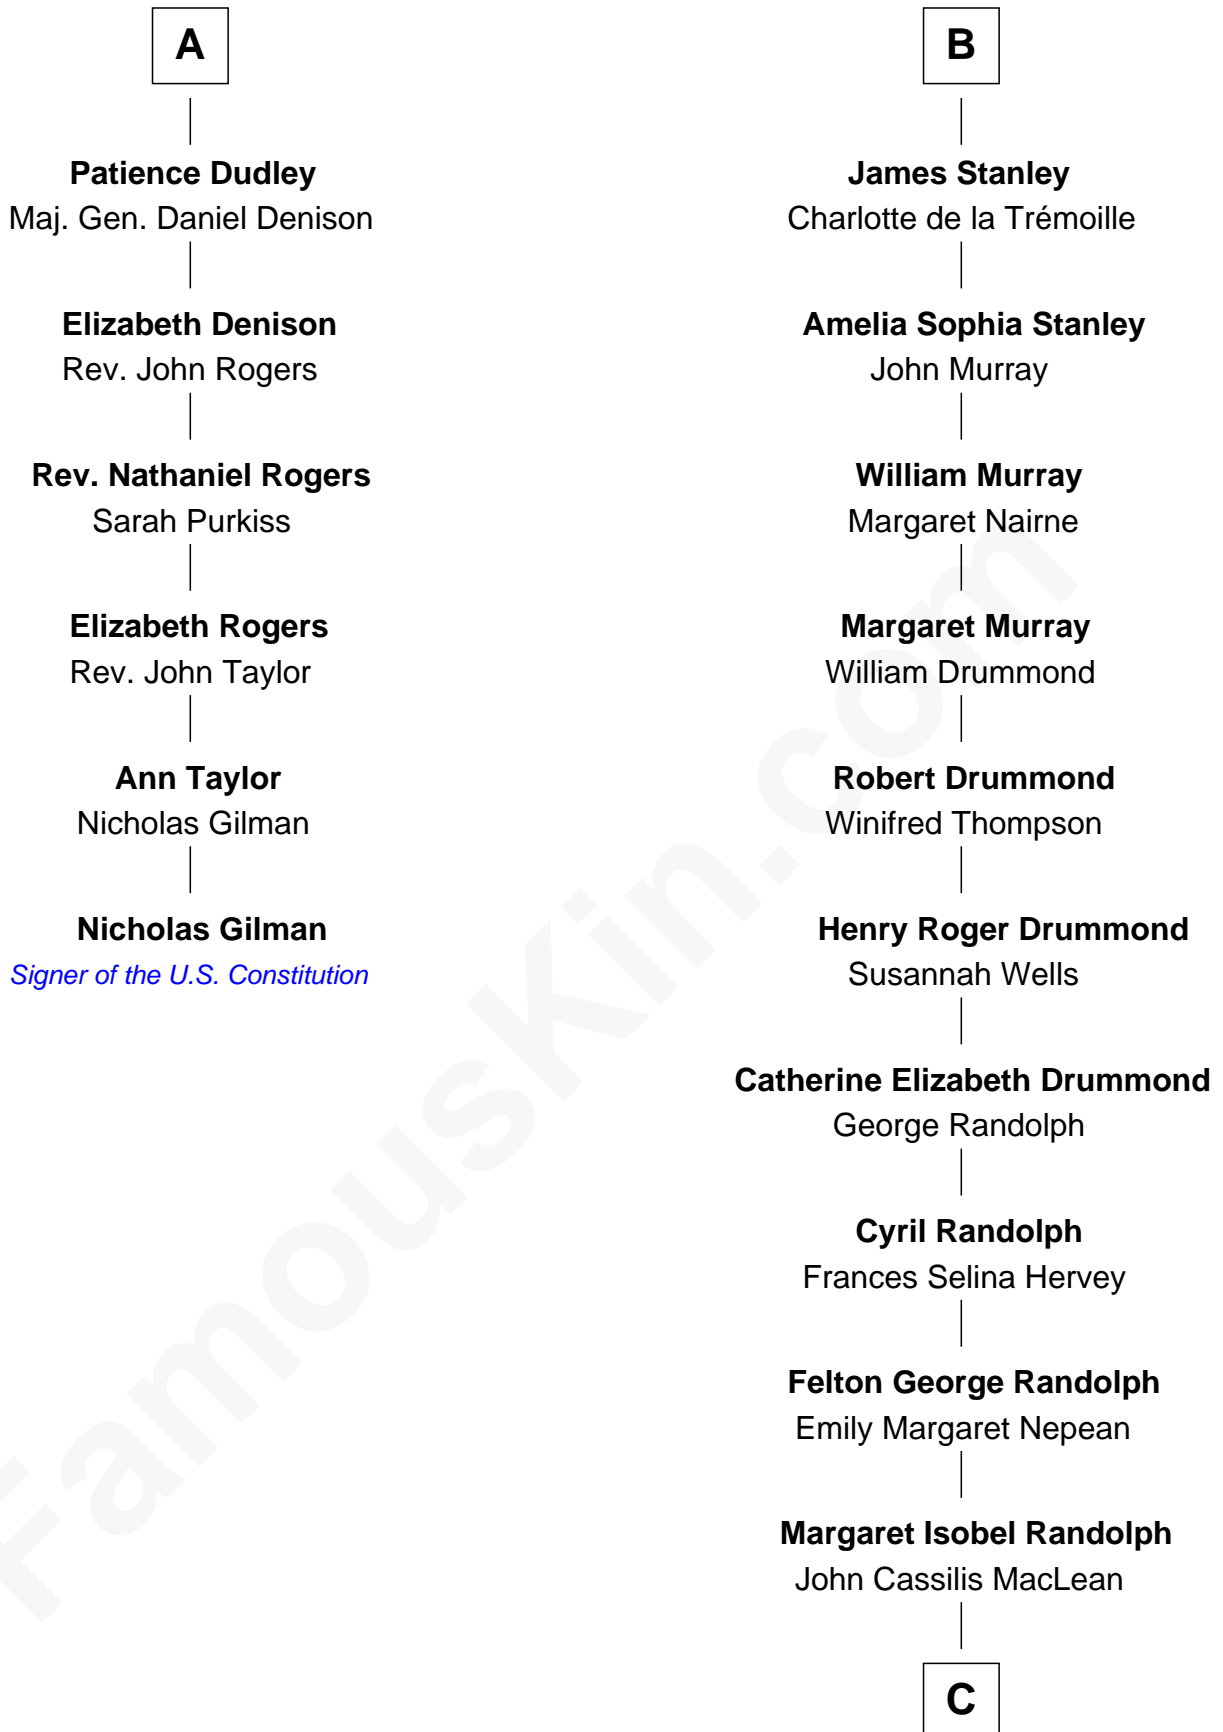 A
Patience Dudley
Maj. Gen. Daniel Denison
Elizabeth Denison
Rev. John Rogers
Rev. Nathaniel Rogers
Sarah Purkiss
Elizabeth Rogers
Rev. John Taylor
Ann Taylor
Nicholas Gilman
Nicholas Gilman
Signer of the U.S. Constitution
B
James Stanley
Charlotte de la Trémoille
Amelia Sophia Stanley
John Murray
William Murray
Margaret Nairne
Margaret Murray
William Drummond
Robert Drummond
Winifred Thompson
Henry Roger Drummond
Susannah Wells
Catherine Elizabeth Drummond
George Randolph
Cyril Randolph
Frances Selina Hervey
Felton George Randolph
Emily Margaret Nepean
Margaret Isobel Randolph
John Cassilis MacLean
C
FamousKin.com